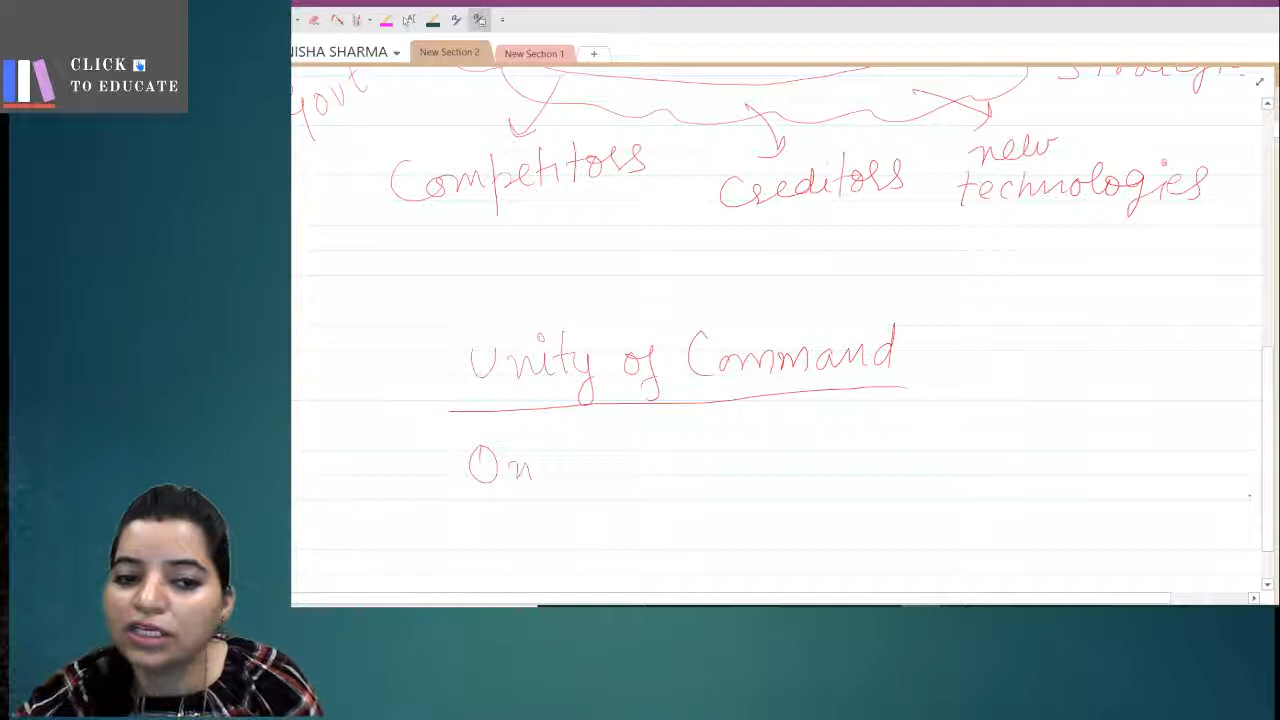 CLICK
TO EDUCATE
NISHA SHARMA
New Section 2
New Section 1
Govt
Competitors
Creditors
new
technologies
Unity of Command
On